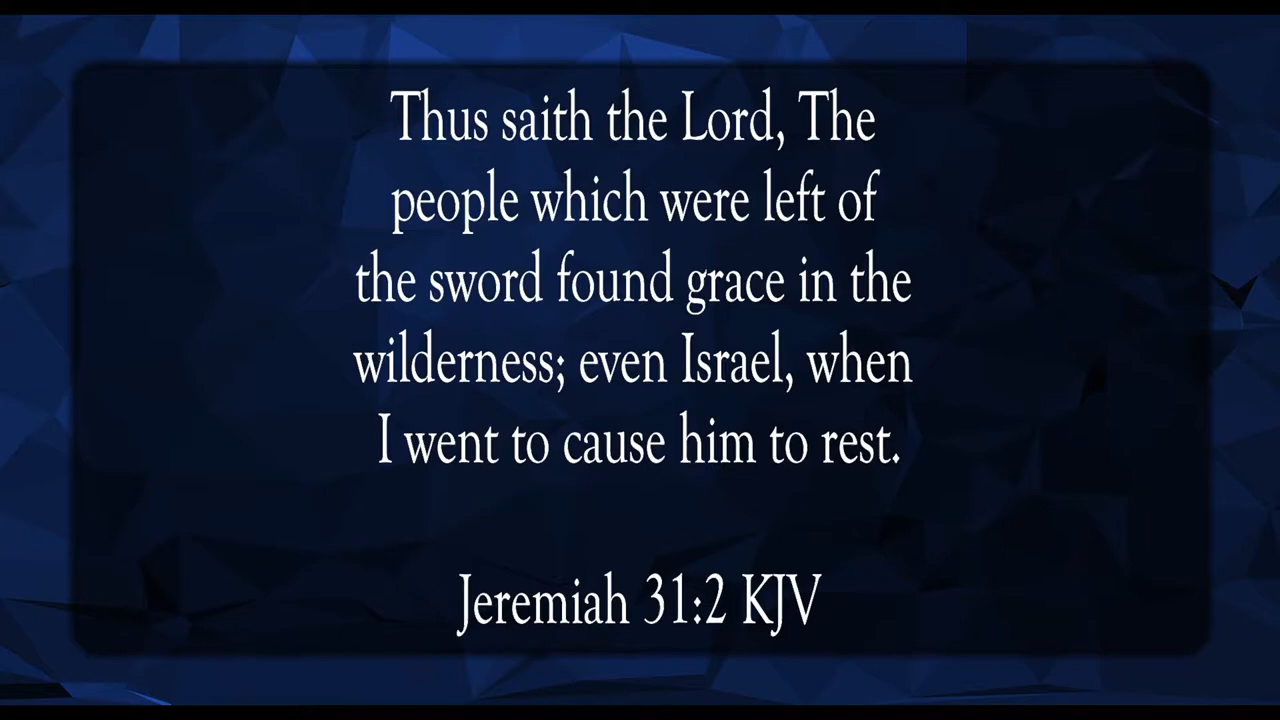 Thus saith the Lord, The
people which were left of
the sword found grace in the
wilderness; even Israel, when
I went to cause him to rest.
Jeremiah 31:2 KJV